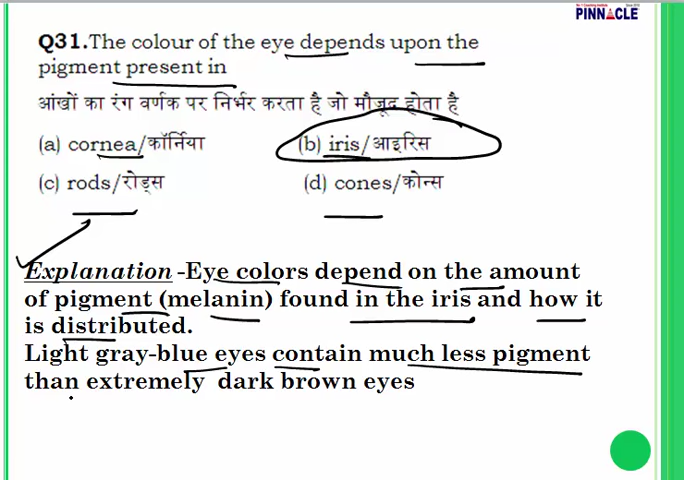 PINNACLE
Q31.The colour of the eye depends upon the
pigment present in
आंखों का रंग वर्णक पर निर्भर करता है जो मौजूद होता है
(a) cornea/कॉर्निया (b) iris/आइरिस
(c) rods/रोड्स (d) cones/कोन्स
Explanation -Eye colors depend on the amount
of pigment (melanin) found in the iris and how it
is distributed.
Light gray-blue eyes contain much less pigment
than extremely dark brown eyes